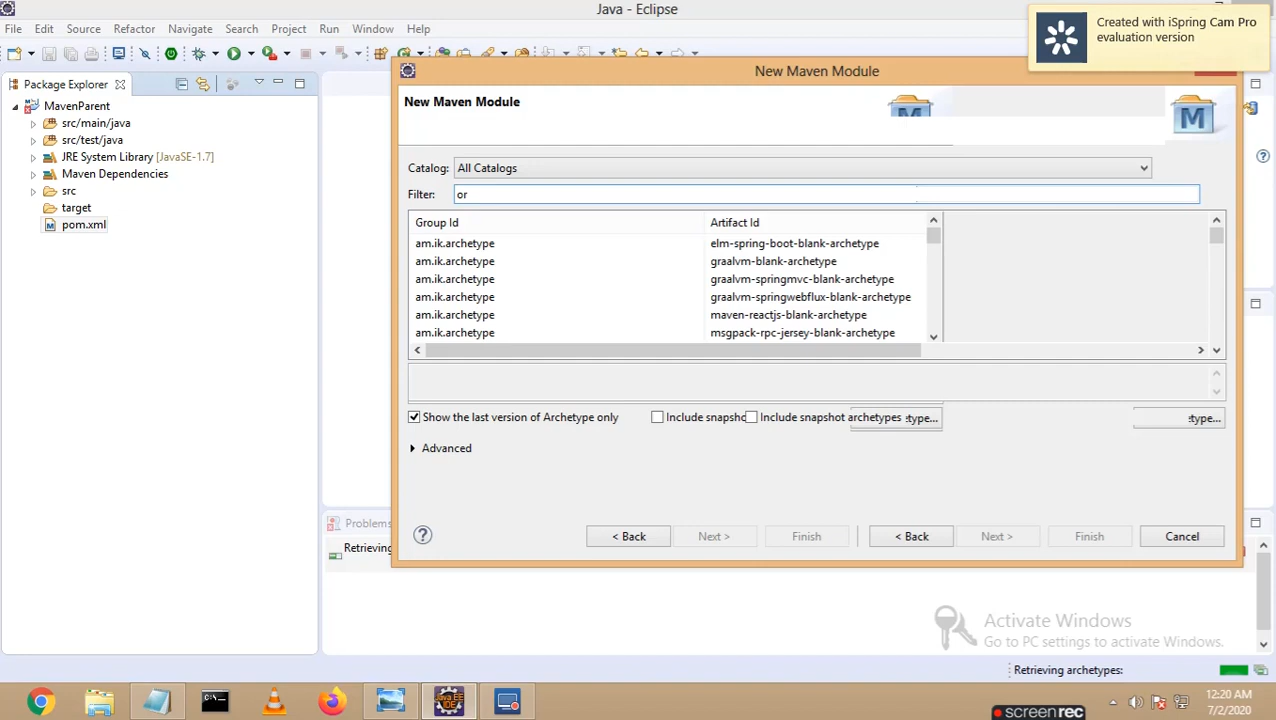 Java - Eclipse
File Edit Source Refactor Navigate Search Project Run Window Help
Created with iSpring Cam Pro
evaluation version
Package Explorer
MavenParent
src/main/java
src/test/java
JRE System Library [JavaSE-1.7]
Maven Dependencies
src
target
pom.xml
New Maven Module
New Maven Module
M M
Catalog: All Catalogs
Filter: or
Group Id Artifact Id
am.ik.archetype elm-spring-boot-blank-archetype
am.ik.archetype graalvm-blank-archetype
am.ik.archetype graalvm-springmvc-blank-archetype
am.ik.archetype graalvm-springwebflux-blank-archetype
am.ik.archetype maven-reactjs-blank-archetype
am.ik.archetype msgpack-rpc-jersey-blank-archetype
Show the last version of Archetype only Include snapsho Include snapshot archetypes type... type...
Advanced
< Back Next > Finish < Back Next > Finish Cancel
Problems
Retrieving
Activate Windows
Go to PC settings to activate Windows.
Retrieving archetypes:
Java EE
IDE
screenrec
12:20 AM
7/2/2020